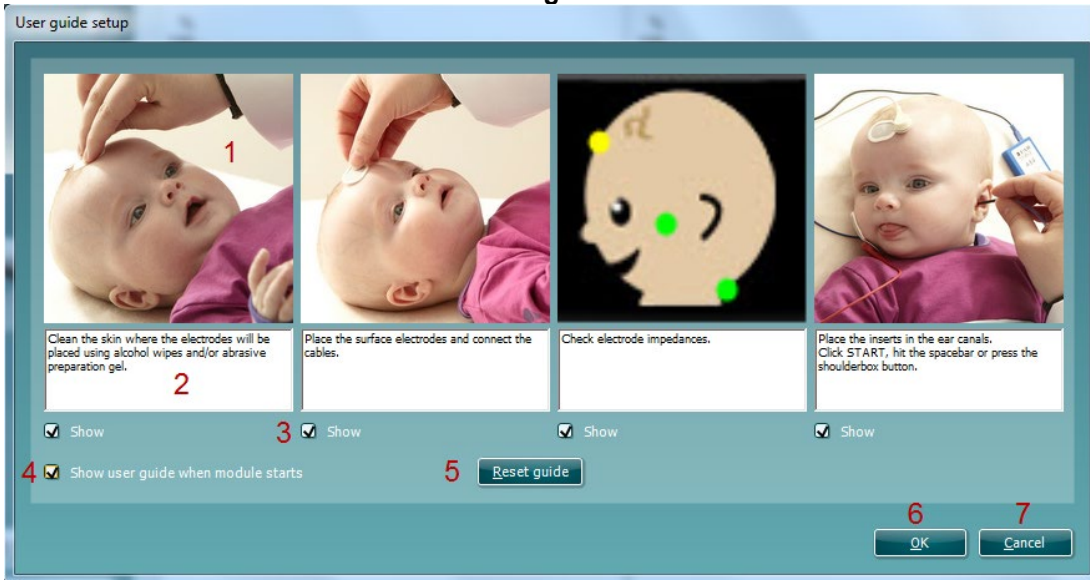 User guide setup
1
Clean the skin where the electrodes will be
placed using alcohol wipes and/or abrasive
preparation gel.
2
Place the surface electrodes and connect the
cables.
Check electrode impedances.
Place the inserts in the ear canals.
Click START, hit the spacebar or press the
shoulderbox button.
Show
3 Show
Show
Show
4 Show user guide when module starts
5 Reset guide
6
OK
7
Cancel